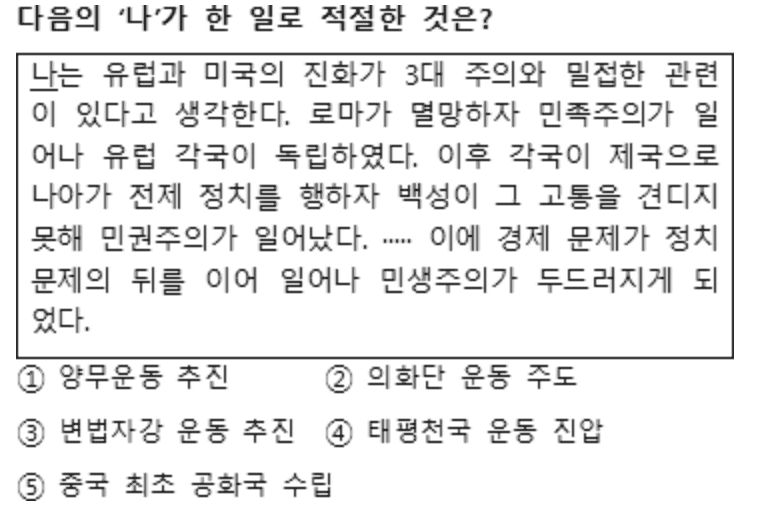 다음의 ‘나’가 한 일로 적절한 것은?
나는 유럽과 미국의 진화가 3대 주의와 밀접한 관련
이 있다고 생각한다. 로마가 멸망하자 민족주의가 일
어나 유럽 각국이 독립하였다. 이후 각국이 제국으로
나아가 전제 정치를 행하자 백성이 그 고통을 견디지
못해 민권주의가 일어났다. ····· 이에 경제 문제가 정치
문제의 뒤를 이어 일어나 민생주의가 두드러지게 되
었다.
① 양무운동 추진 ② 의화단 운동 주도
③ 변법자강 운동 추진 ④ 태평천국 운동 진압
⑤ 중국 최초 공화국 수립